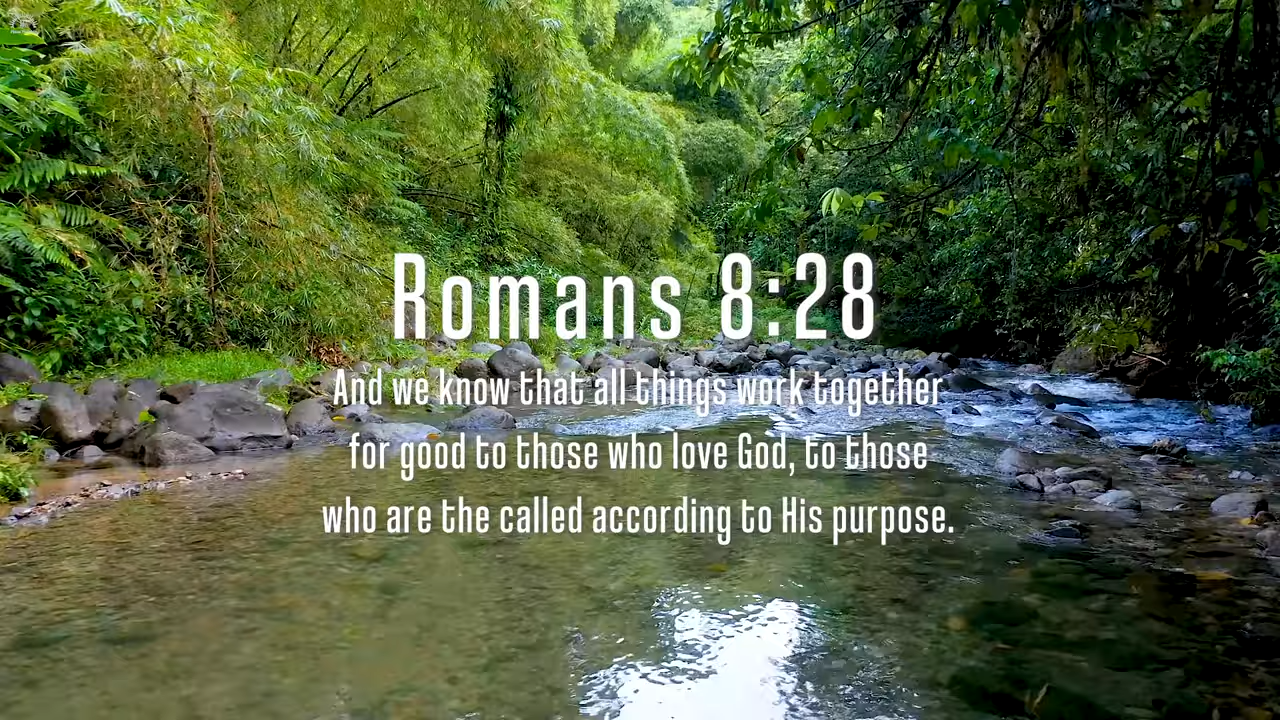 Romans 8:28
And we know that all things work together
for good to those who love God, to those
who are the called according to His purpose.